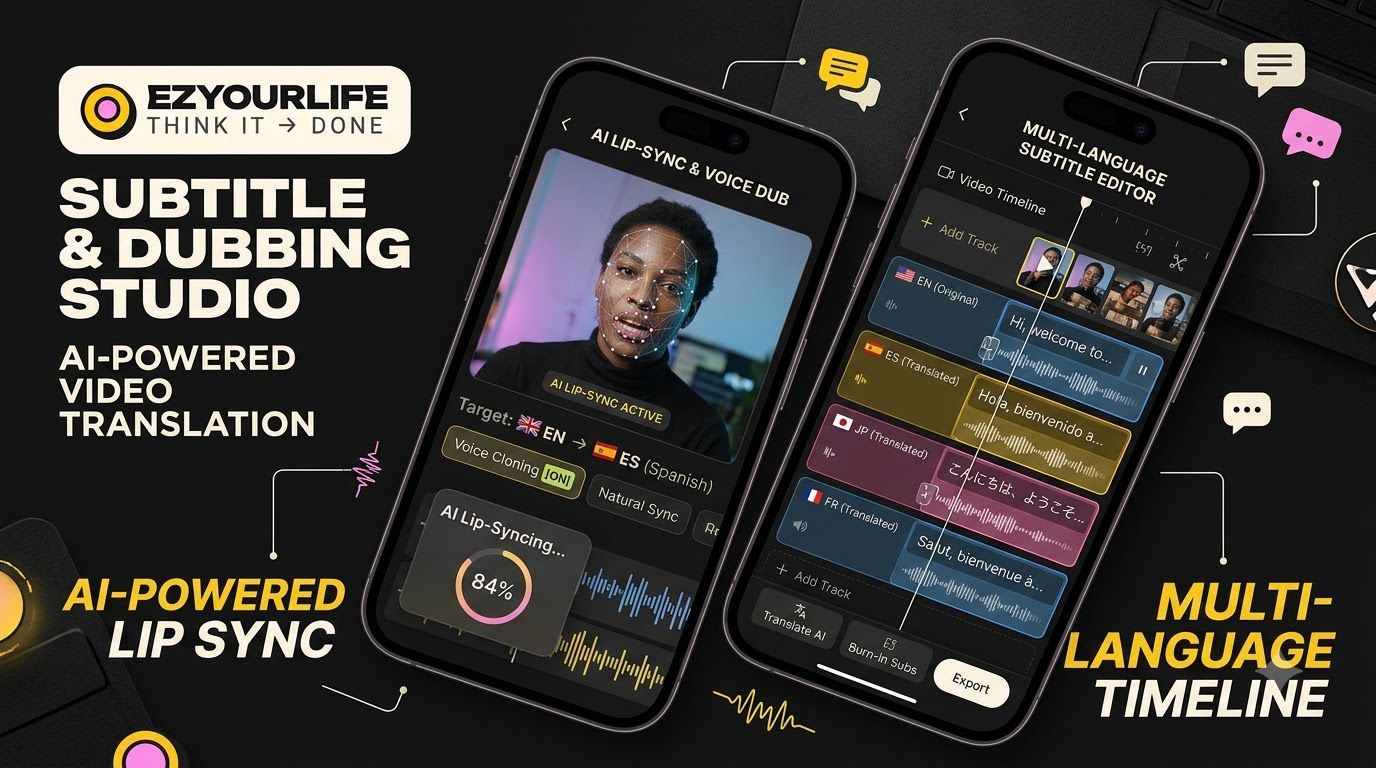 EZYOURLIFE
THINK IT → DONE
SUBTITLE
& DUBBING
STUDIO
AI-POWERED
VIDEO
TRANSLATION
AI-POWERED
LIP SYNC
AI LIP-SYNC & VOICE DUB
AI LIP-SYNC ACTIVE
Target: EN → ES (Spanish)
Voice Cloning
Natural Sync
AI Lip-Syncing...
84%
MULTI-LANGUAGE
SUBTITLE EDITOR
Video Timeline
+ Add Track
EN (Original)
Hi, welcome to...
ES (Translated)
Hola, bienvenido a...
JP (Translated)
こんにちは、ようこそ...
FR (Translated)
Salut, bienvenue à...
+ Add Track
Translate AI
Burn-in Subs
Export
MULTI-
LANGUAGE
TIMELINE